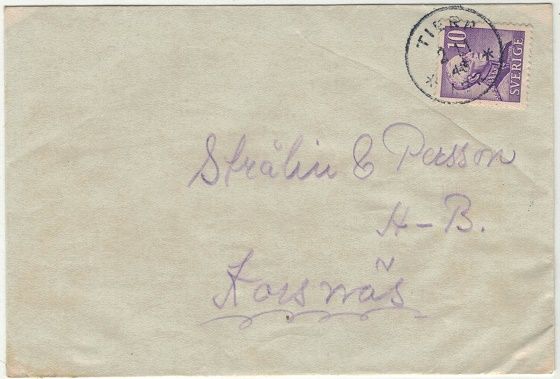 TIERP
10
SVERIGE
Strålin & Persson
A-B.
Korsnäs